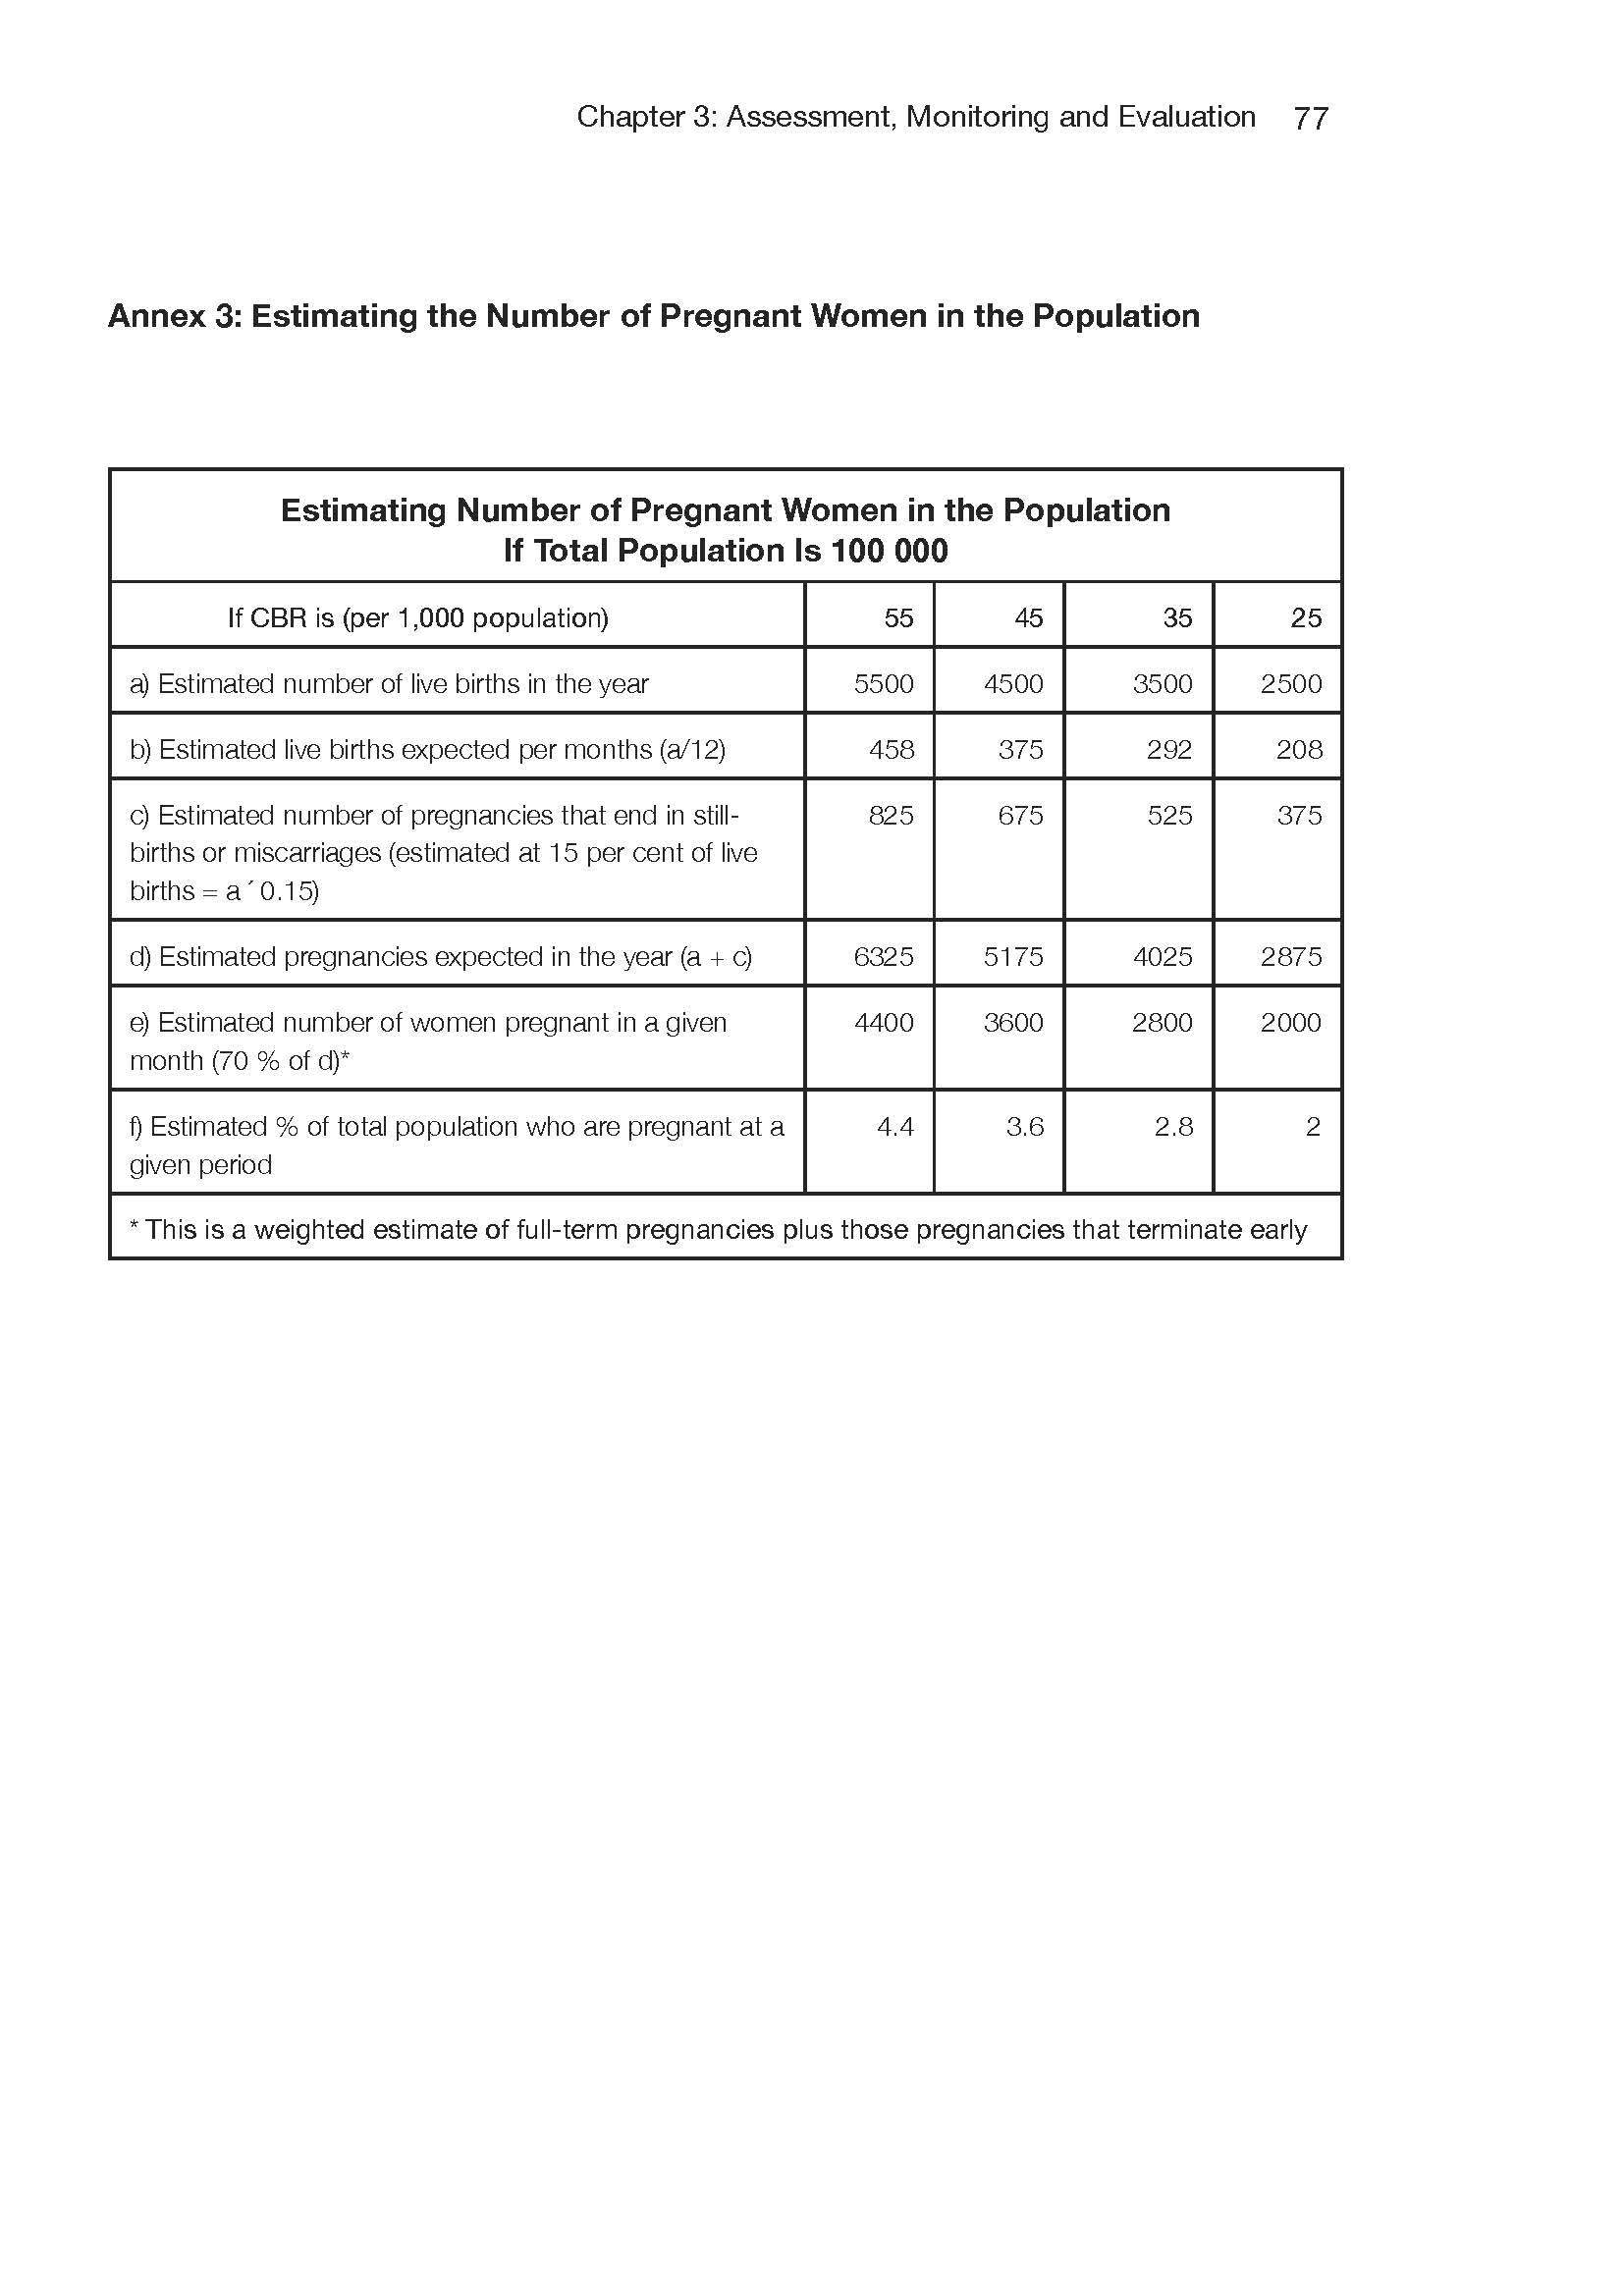 Chapter 3: Assessment, Monitoring and Evaluation 77
Annex 3: Estimating the Number of Pregnant Women in the Population
Estimating Number of Pregnant Women in the Population
If Total Population Is 100 000
If CBR is (per 1,000 population) 55 45 35 25
a) Estimated number of live births in the year 5500 4500 3500 2500
b) Estimated live births expected per months (a/12) 458 375 292 208
c) Estimated number of pregnancies that end in still- 825 675 525 375
births or miscarriages (estimated at 15 per cent of live
births = a ´ 0.15)
d) Estimated pregnancies expected in the year (a + c) 6325 5175 4025 2875
e) Estimated number of women pregnant in a given 4400 3600 2800 2000
month (70 % of d)*
f) Estimated % of total population who are pregnant at a 4.4 3.6 2.8 2
given period
* This is a weighted estimate of full-term pregnancies plus those pregnancies that terminate early